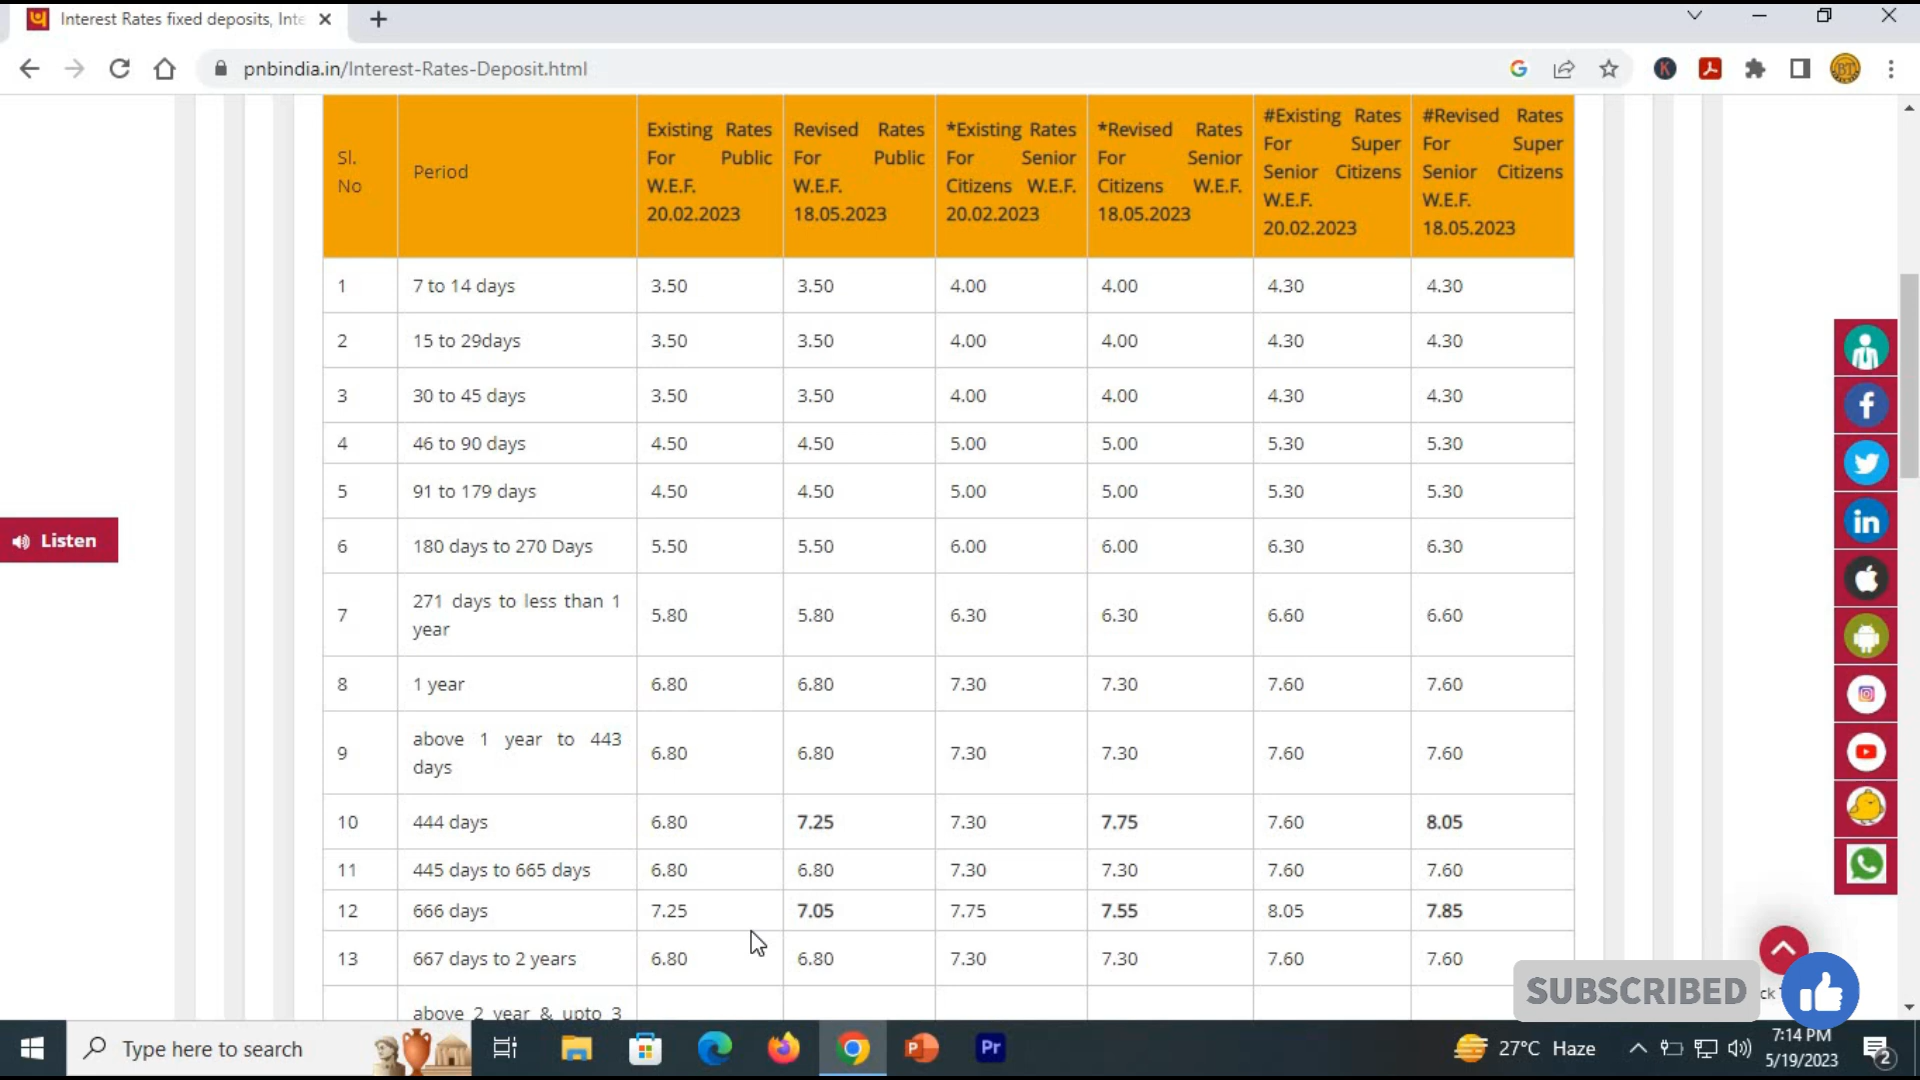 Interest Rates fixed deposits, Inte
pnbindia.in/Interest-Rates-Deposit.html
Sl. No
Period
Existing Rates For Public W.E.F. 20.02.2023
Revised Rates For Public W.E.F. 18.05.2023
*Existing Rates For Senior Citizens W.E.F. 20.02.2023
*Revised Rates For Senior Citizens W.E.F. 18.05.2023
#Existing Rates For Super Senior Citizens W.E.F. 20.02.2023
#Revised Rates For Super Senior Citizens W.E.F. 18.05.2023
1 7 to 14 days 3.50 3.50 4.00 4.00 4.30 4.30
2 15 to 29days 3.50 3.50 4.00 4.00 4.30 4.30
3 30 to 45 days 3.50 3.50 4.00 4.00 4.30 4.30
4 46 to 90 days 4.50 4.50 5.00 5.00 5.30 5.30
5 91 to 179 days 4.50 4.50 5.00 5.00 5.30 5.30
Listen
6 180 days to 270 Days 5.50 5.50 6.00 6.00 6.30 6.30
7 271 days to less than 1 year 5.80 5.80 6.30 6.30 6.60 6.60
8 1 year 6.80 6.80 7.30 7.30 7.60 7.60
9 above 1 year to 443 days 6.80 6.80 7.30 7.30 7.60 7.60
10 444 days 6.80 7.25 7.30 7.75 7.60 8.05
11 445 days to 665 days 6.80 6.80 7.30 7.30 7.60 7.60
12 666 days 7.25 7.05 7.75 7.55 8.05 7.85
13 667 days to 2 years 6.80 6.80 7.30 7.30 7.60 7.60
above 2 year & upto 3
SUBSCRIBED
ck
Type here to search
P
Pr
27°C Haze
7:14 PM
5/19/2023
2
K
BT
G
f
in